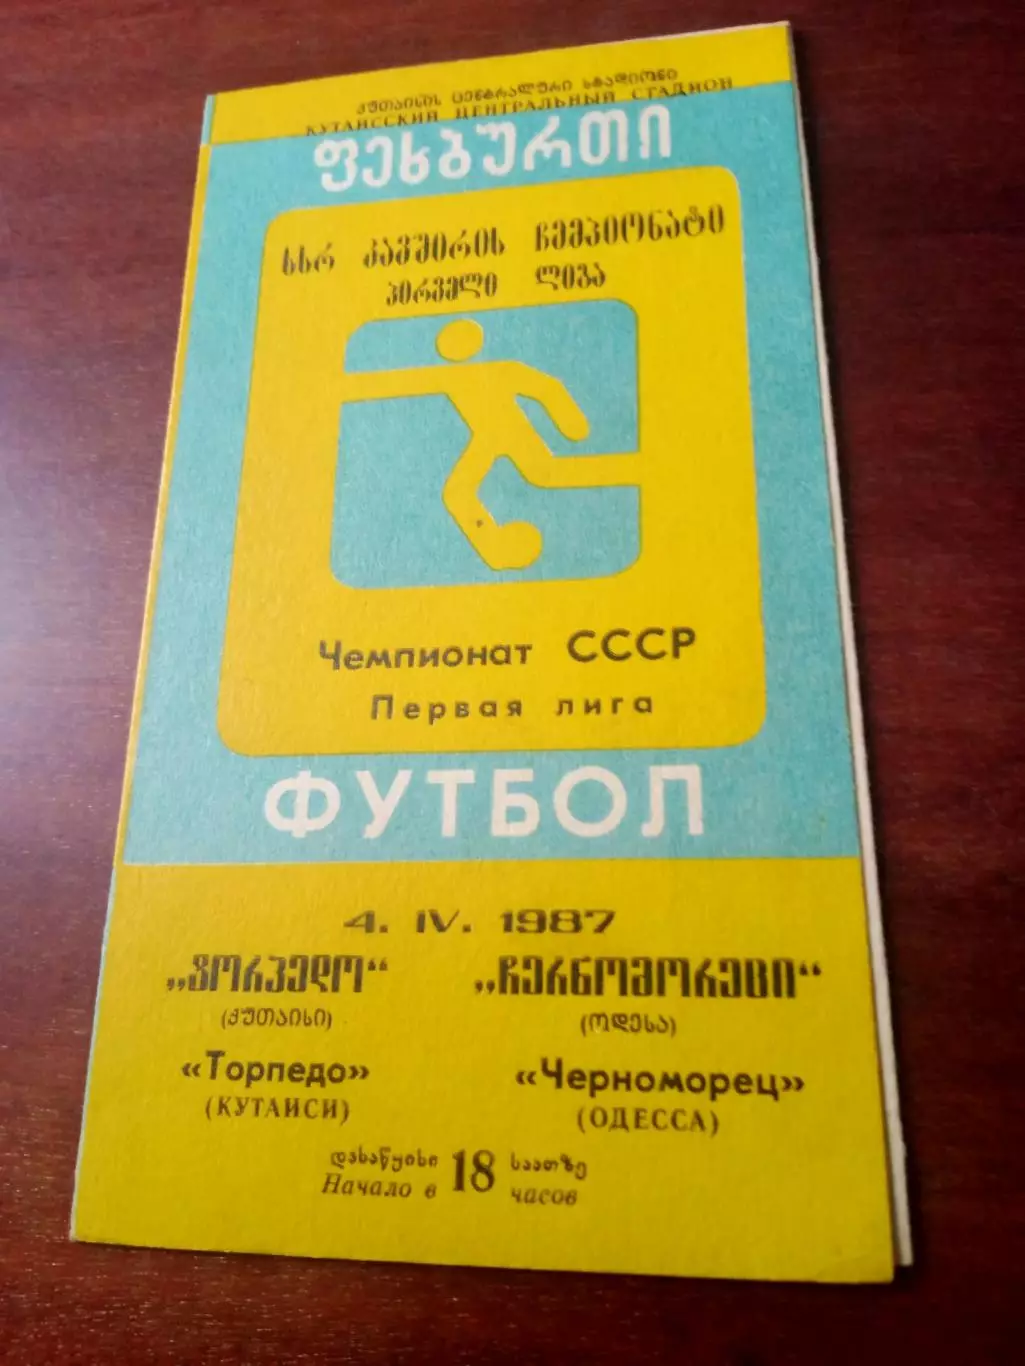 ქუთაისის ცენტრალური სტადიონი
КУТАИССКИЙ ЦЕНТРАЛЬНЫЙ СТАДИОН
ფეხბურთი
სსრ კავშირის ჩემპიონატი
პირველი ლიგა
Чемпионат СССР
Первая лига
ФУТБОЛ
4. IV. 1987
„ტორპედო“ „ჩერნომორეცი“
(ქუთაისი) (ოდესა)
«Торпедо» «Черноморец»
(КУТАИСИ) (ОДЕССА)
დასაწყისი 18 საათზე
Начало в часов